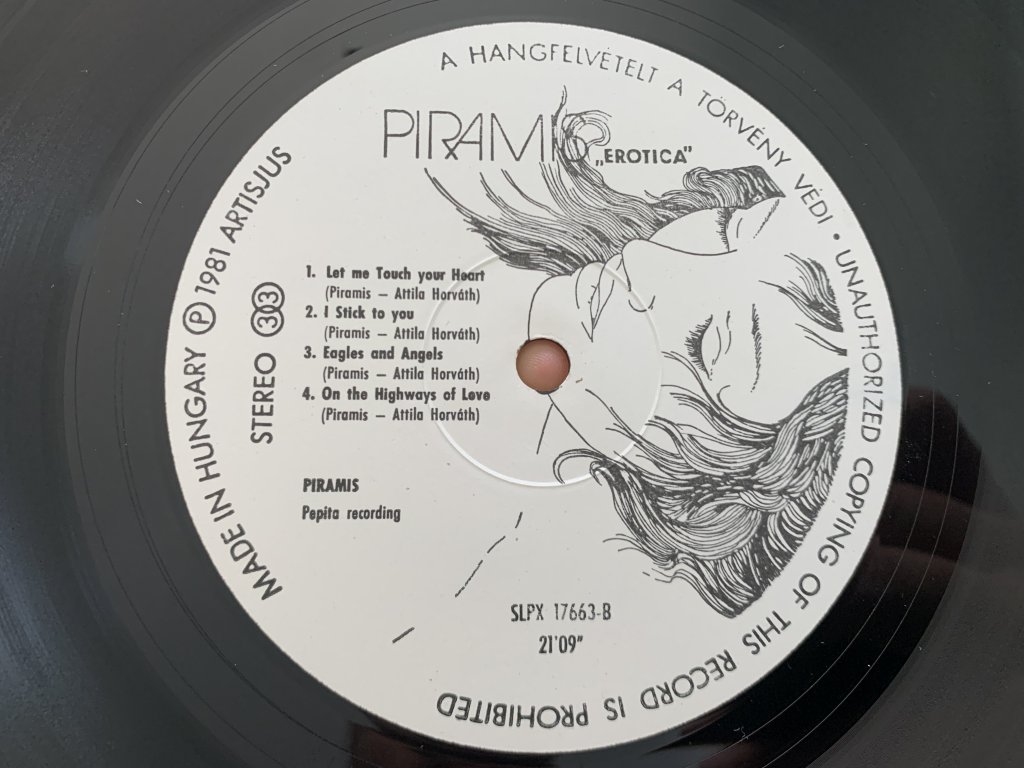 A HANGFELVÉTELT A TÖRVÉNY VÉDI • UNAUTHORIZED COPYING OF THIS RECORD IS PROHIBITED
MADE IN HUNGARY Ⓟ 1981 ARTISJUS
PIRAMIS „EROTICA”
STEREO 33
1. Let me Touch your Heart
(Piramis – Attila Horváth)
2. I Stick to you
(Piramis – Attila Horváth)
3. Eagles and Angels
(Piramis – Attila Horváth)
4. On the Highways of Love
(Piramis – Attila Horváth)
PIRAMIS
Pepita recording
SLPX 17663-B
21'09”